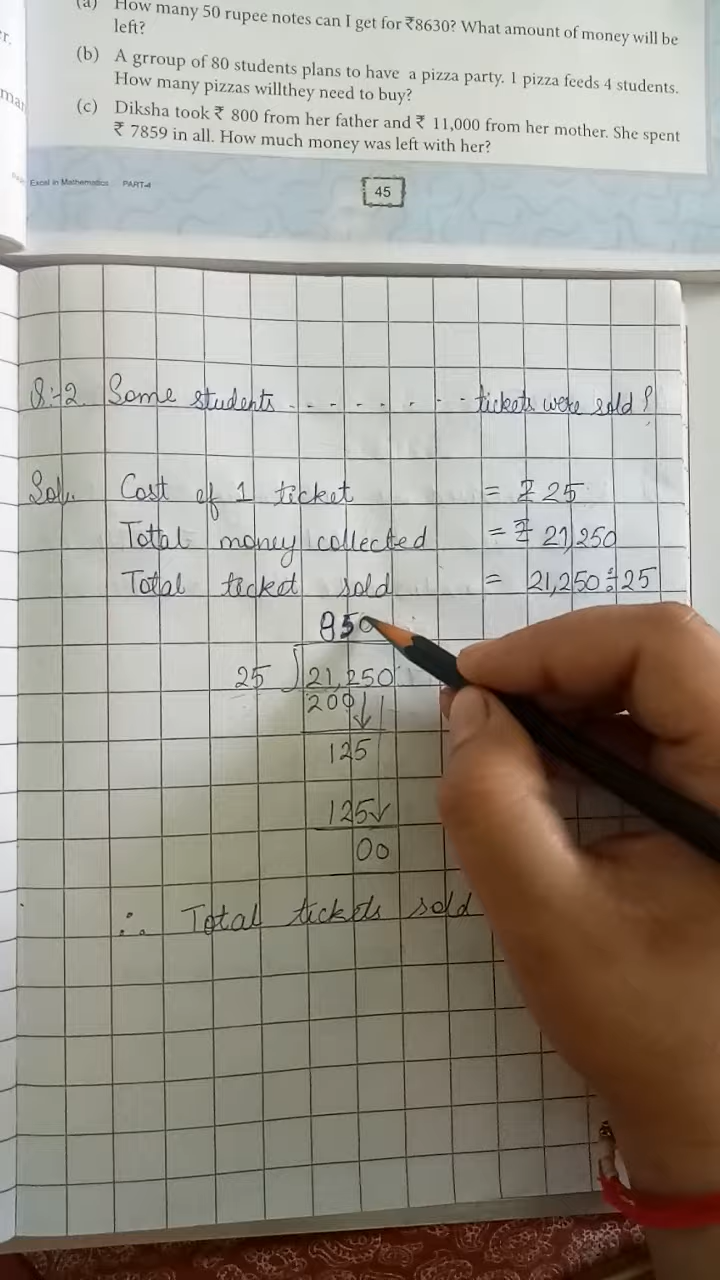 (a) How many 50 rupee notes can I get for ₹8630? What amount of money will be
left?
(b) A grroup of 80 students plans to have a pizza party. 1 pizza feeds 4 students.
How many pizzas willthey need to buy?
(c) Diksha took ₹ 800 from her father and ₹ 11,000 from her mother. She spent
₹ 7859 in all. How much money was left with her?
Excel in Mathematics PART-4
45
Q:-2 Some students . . . . . . . . tickets were sold?
Sol. Cost of 1 ticket = ₹ 25
Total money collected = ₹ 21,250
Total ticket sold = 21,250 ÷ 25
850
25 ) 21,250
200
125
125
00
∴ Total tickets sold